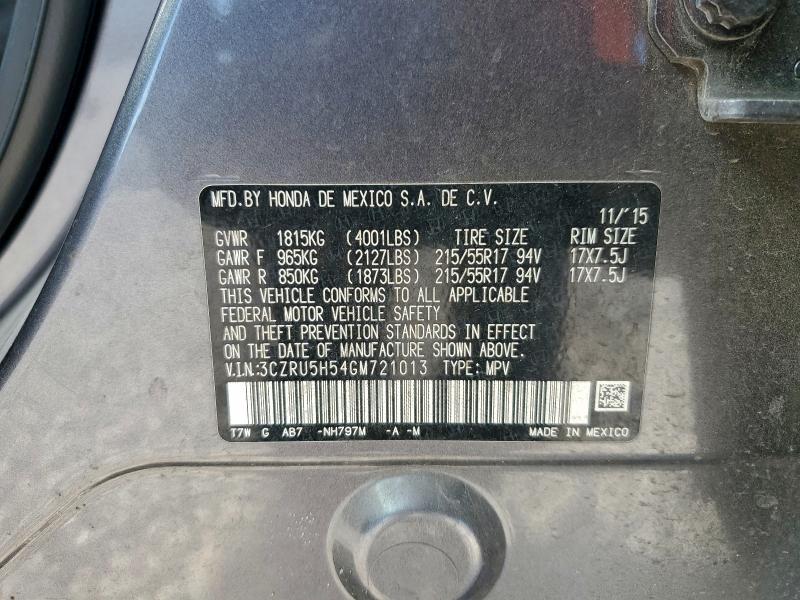 MFD.BY HONDA DE MEXICO S.A. DE C.V.
11/'15
GVWR 1815KG (4001LBS) TIRE SIZE RIM SIZE
GAWR F 965KG (2127LBS) 215/55R17 94V 17X7.5J
GAWR R 850KG (1873LBS) 215/55R17 94V 17X7.5J
THIS VEHICLE CONFORMS TO ALL APPLICABLE
FEDERAL MOTOR VEHICLE SAFETY
AND THEFT PREVENTION STANDARDS IN EFFECT
ON THE DATE OF MANUFACTURE SHOWN ABOVE.
V.I.N:3CZRU5H54GM721013 TYPE: MPV
T7W G AB7 -NH797M -A -M MADE IN MEXICO